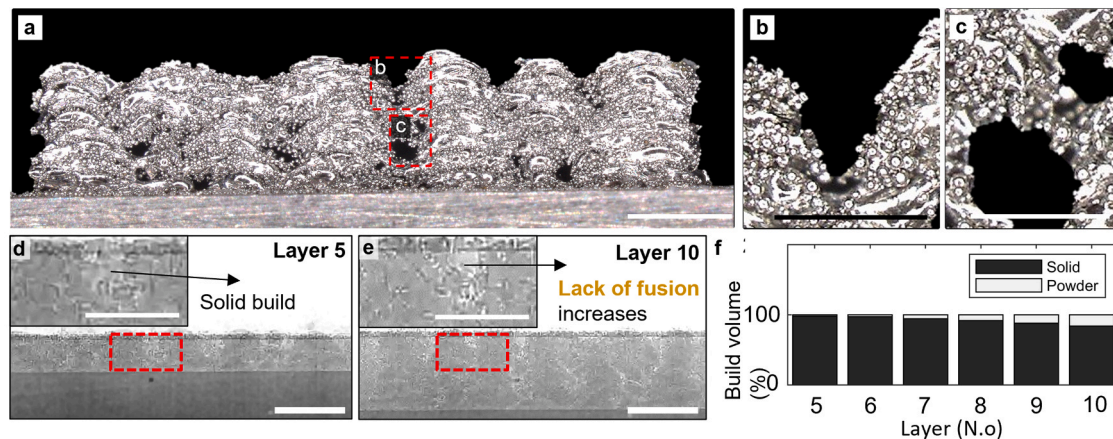 a
b
c
b
c
d
Layer 5
Solid build
e
Layer 10
Lack of fusion
increases
f
Solid
Powder
100
0
Build volume
(%)
5 6 7 8 9 10
Layer (N.o)